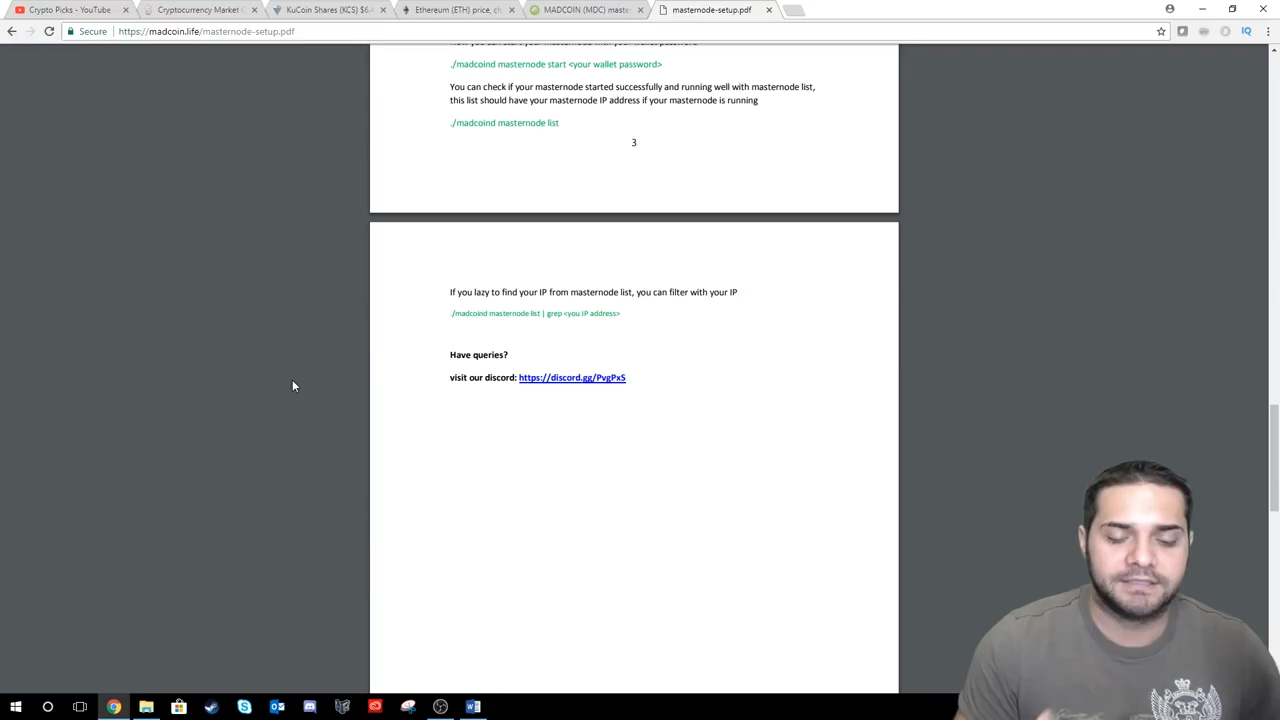 Crypto Picks - YouTube
Cryptocurrency Market C
KuCoin Shares (KCS) $6.
Ethereum (ETH) price, c
MADCOIN (MDC) maste
masternode-setup.pdf
Secure
https://madcoin.life/masternode-setup.pdf
./madcoind masternode start <your wallet password>
You can check if your masternode started successfully and running well with masternode list,
this list should have your masternode IP address if your masternode is running
./madcoind masternode list
3
If you lazy to find your IP from masternode list, you can filter with your IP
./madcoind masternode list | grep <you IP address>
Have queries?
visit our discord: https://discord.gg/PvgPxS